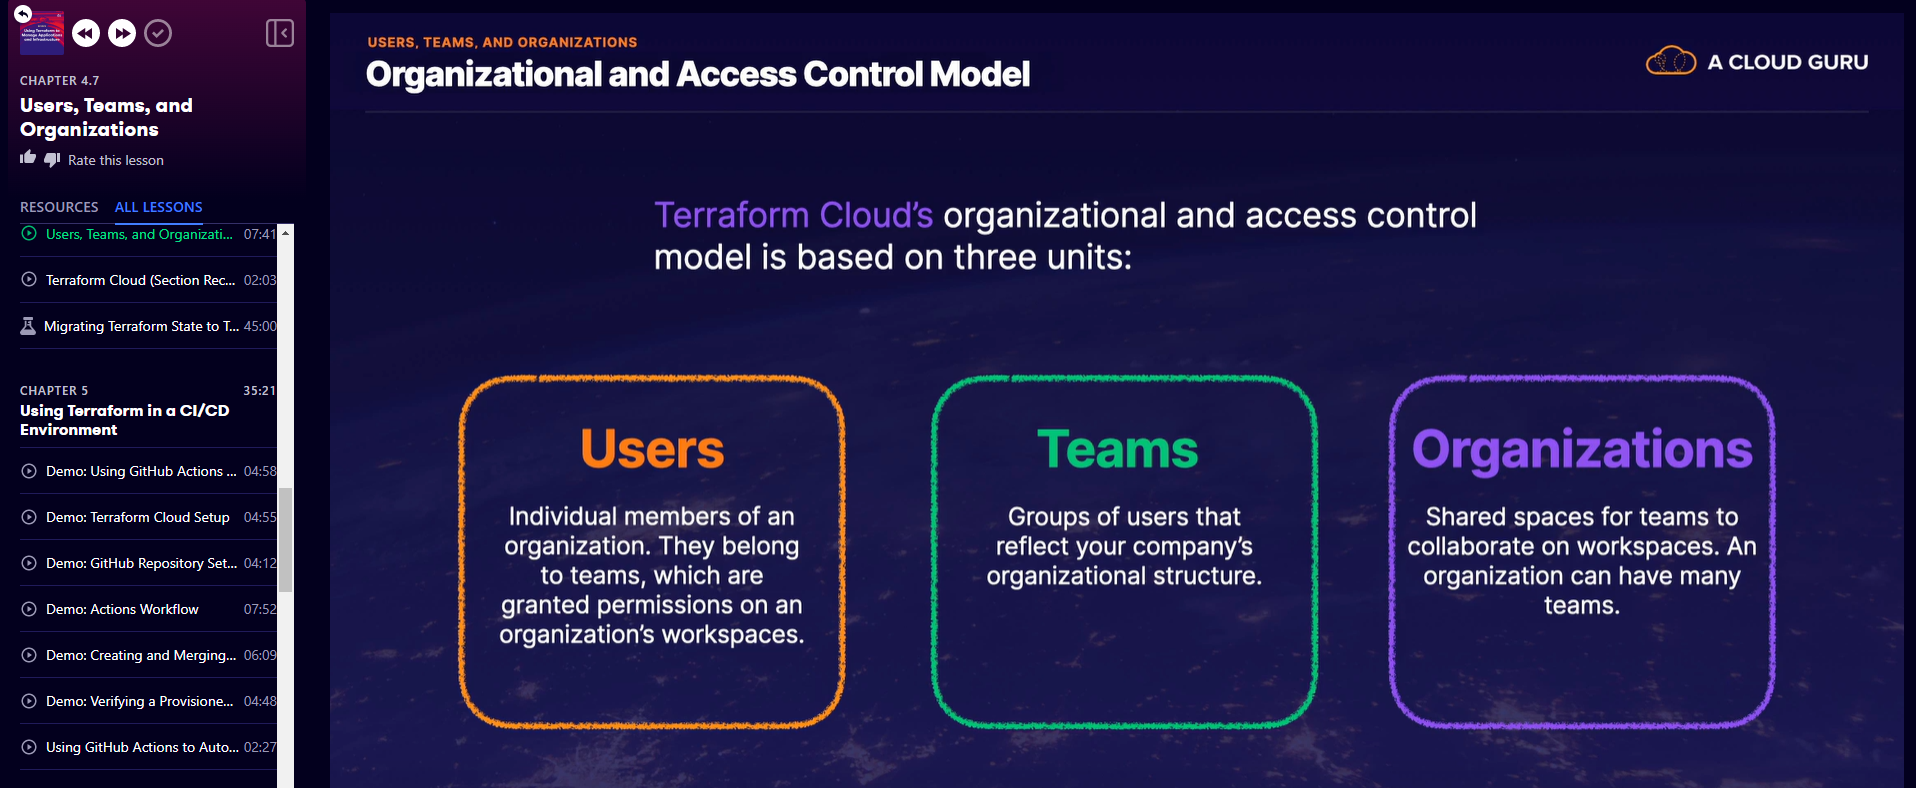 Using Terraform to
Manage Applications
and Infrastructure
CHAPTER 4.7
Users, Teams, and
Organizations
Rate this lesson
RESOURCES ALL LESSONS
Users, Teams, and Organizati... 07:41
Terraform Cloud (Section Rec... 02:03
Migrating Terraform State to T... 45:00
CHAPTER 5 35:21
Using Terraform in a CI/CD
Environment
Demo: Using GitHub Actions ... 04:58
Demo: Terraform Cloud Setup 04:55
Demo: GitHub Repository Set... 04:12
Demo: Actions Workflow 07:52
Demo: Creating and Merging... 06:09
Demo: Verifying a Provisione... 04:48
Using GitHub Actions to Auto... 02:27
USERS, TEAMS, AND ORGANIZATIONS
Organizational and Access Control Model
A CLOUD GURU
Terraform Cloud’s organizational and access control
model is based on three units:
Users
Individual members of an
organization. They belong
to teams, which are
granted permissions on an
organization’s workspaces.
Teams
Groups of users that
reflect your company’s
organizational structure.
Organizations
Shared spaces for teams to
collaborate on workspaces. An
organization can have many
teams.